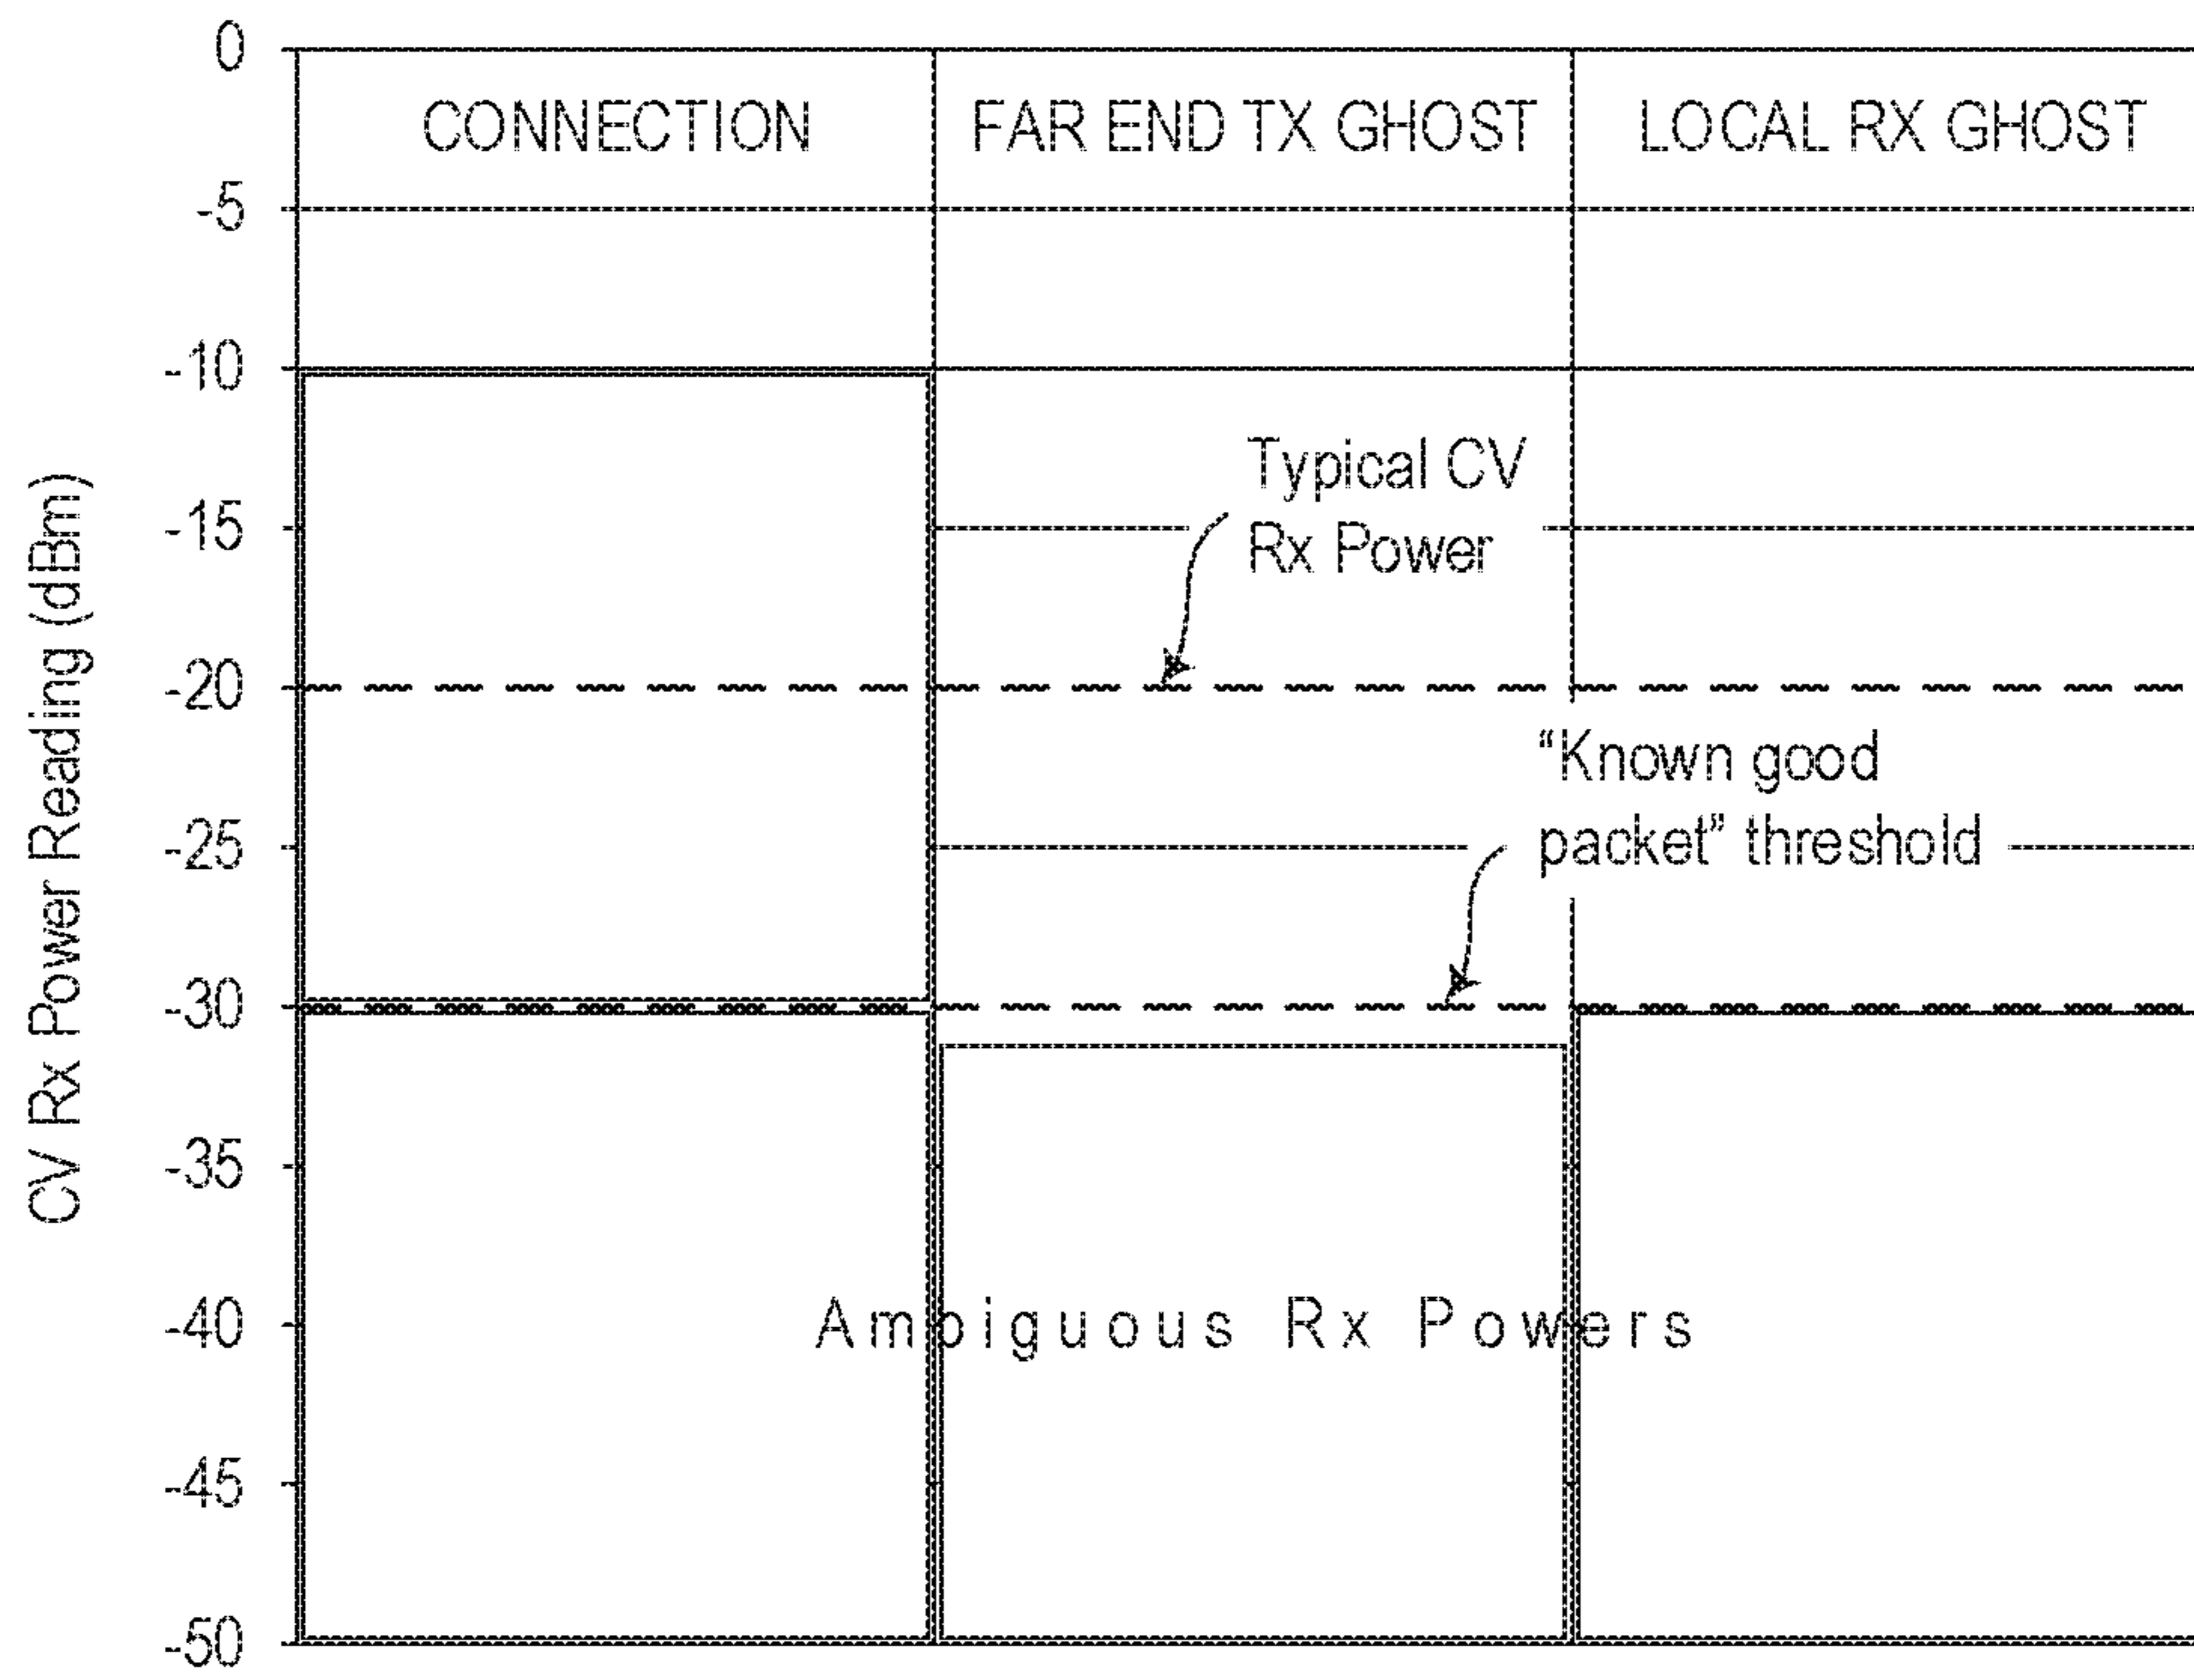 0
CONNECTION FAR END TX GHOST LOCAL RX GHOST
-5
-10
Typical CV
Rx Power
-15
-20
"Known good
packet" threshold
-25
-30
-35
Ambiguous Rx Powers
-40
-45
-50
CV Rx Power Reading (dBm)